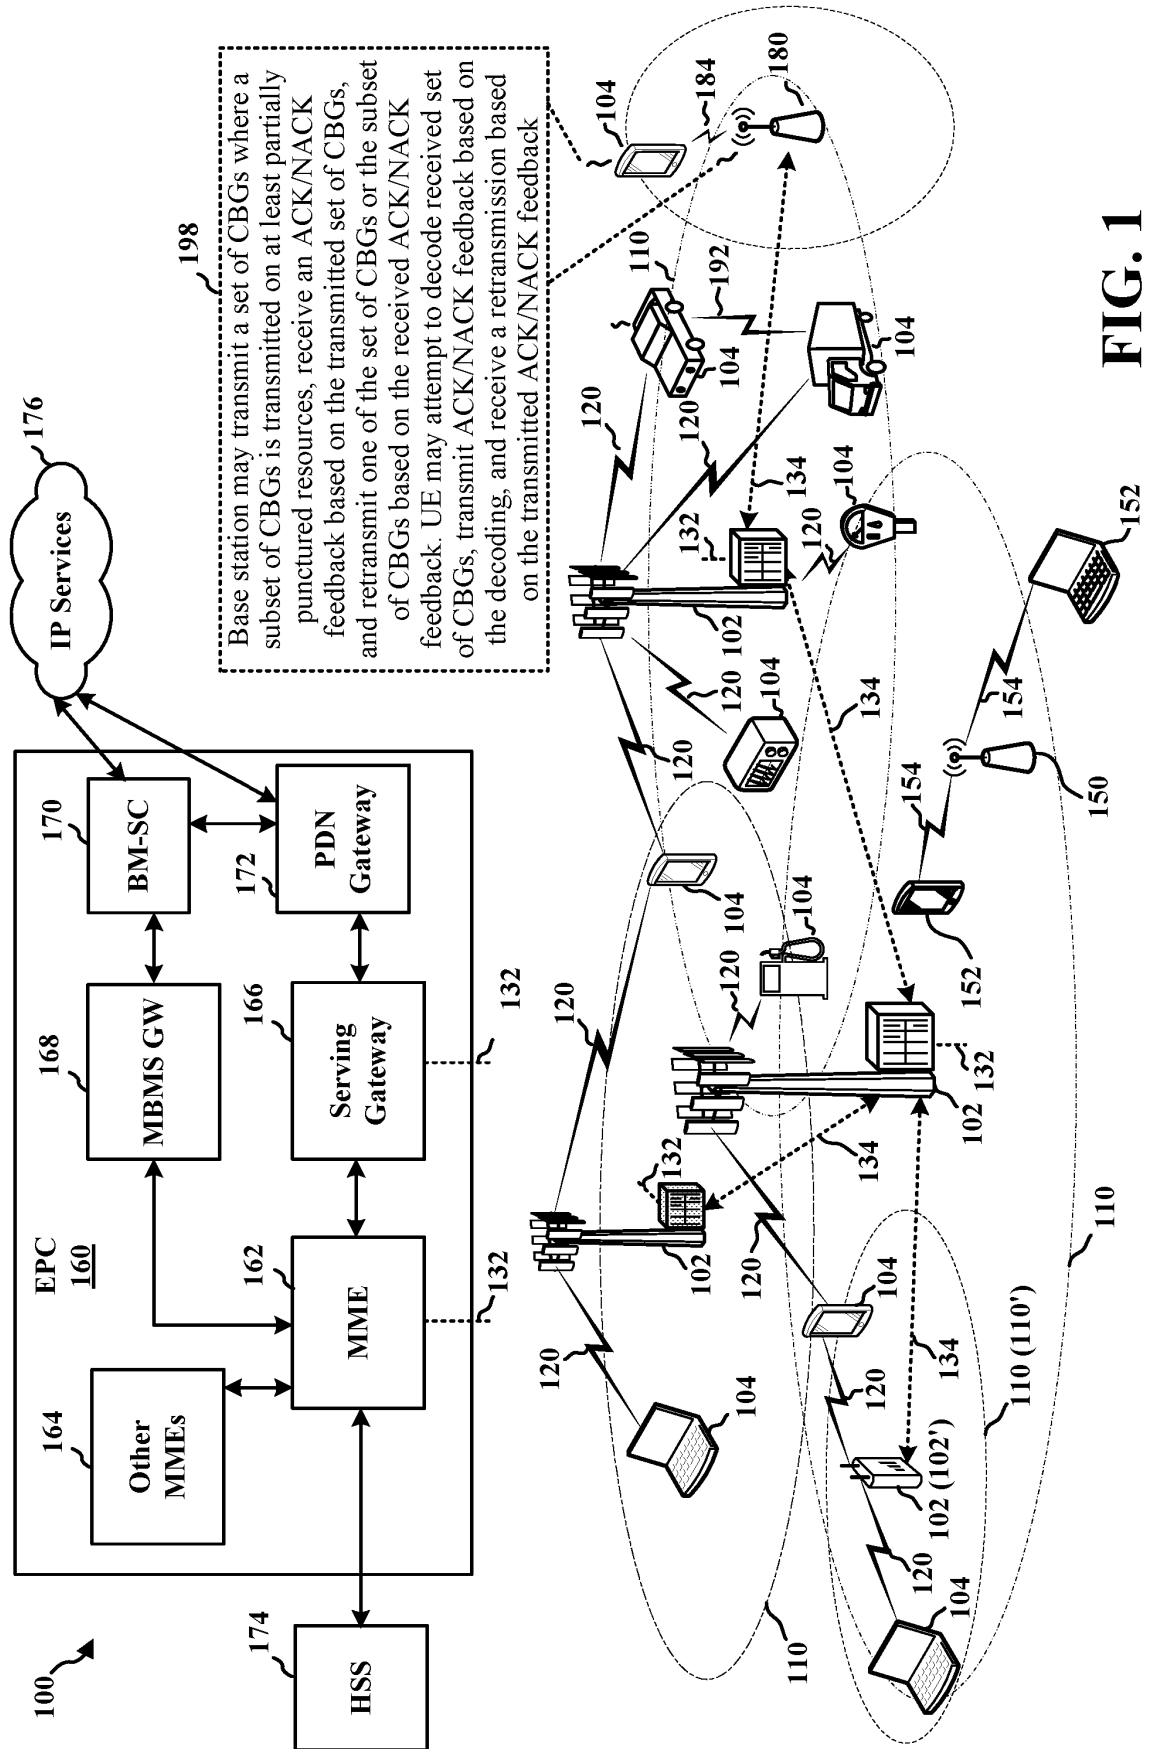 100
EPC
160
164
Other
MMEs
174
HSS
162
MME
132
168
MBMS GW
166
Serving
Gateway
132
170
BM-SC
172
PDN
Gateway
176
IP Services
198
Base station may transmit a set of CBGs where a
subset of CBGs is transmitted on at least partially
punctured resources, receive an ACK/NACK
feedback based on the transmitted set of CBGs,
and retransmit one of the set of CBGs or the subset
of CBGs based on the received ACK/NACK
feedback. UE may attempt to decode received set
of CBGs, transmit ACK/NACK feedback based on
the decoding, and receive a retransmission based
on the transmitted ACK/NACK feedback
104
184
180
110
192
104
104
120
120
134
132
102
120
104
120
104
120
134
152
154
150
154
152
104
120
104
120
132
102
134
132
102
120
120
104
104
120
134
102 (102')
120
104
110
110 (110')
110
FIG. 1